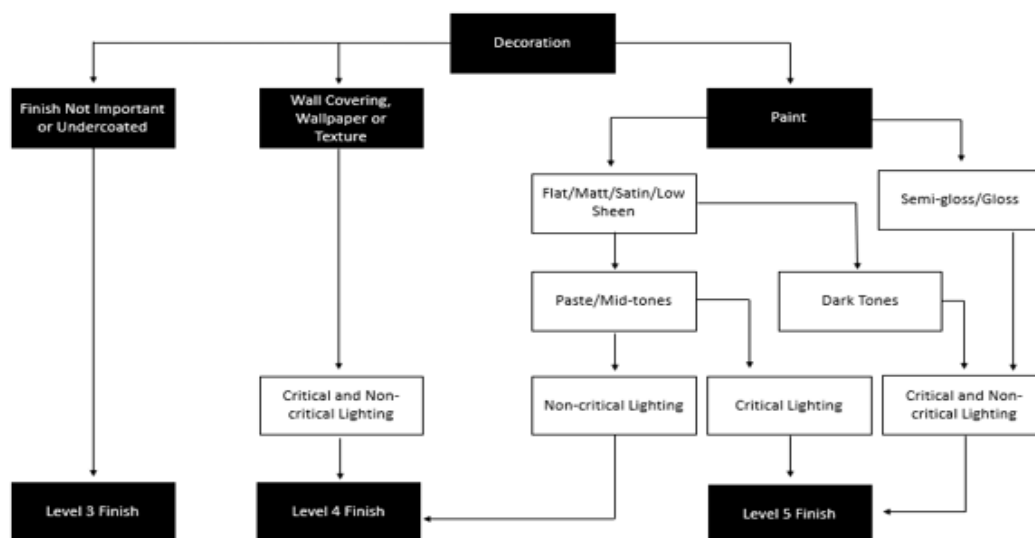 Decoration
Finish Not Important
or Undercoated
Wall Covering,
Wallpaper or
Texture
Paint
Flat/Matt/Satin/Low
Sheen
Semi-gloss/Gloss
Paste/Mid-tones
Dark Tones
Critical and Non-
critical Lighting
Non-critical Lighting
Critical Lighting
Critical and Non-
critical Lighting
Level 3 Finish
Level 4 Finish
Level 5 Finish